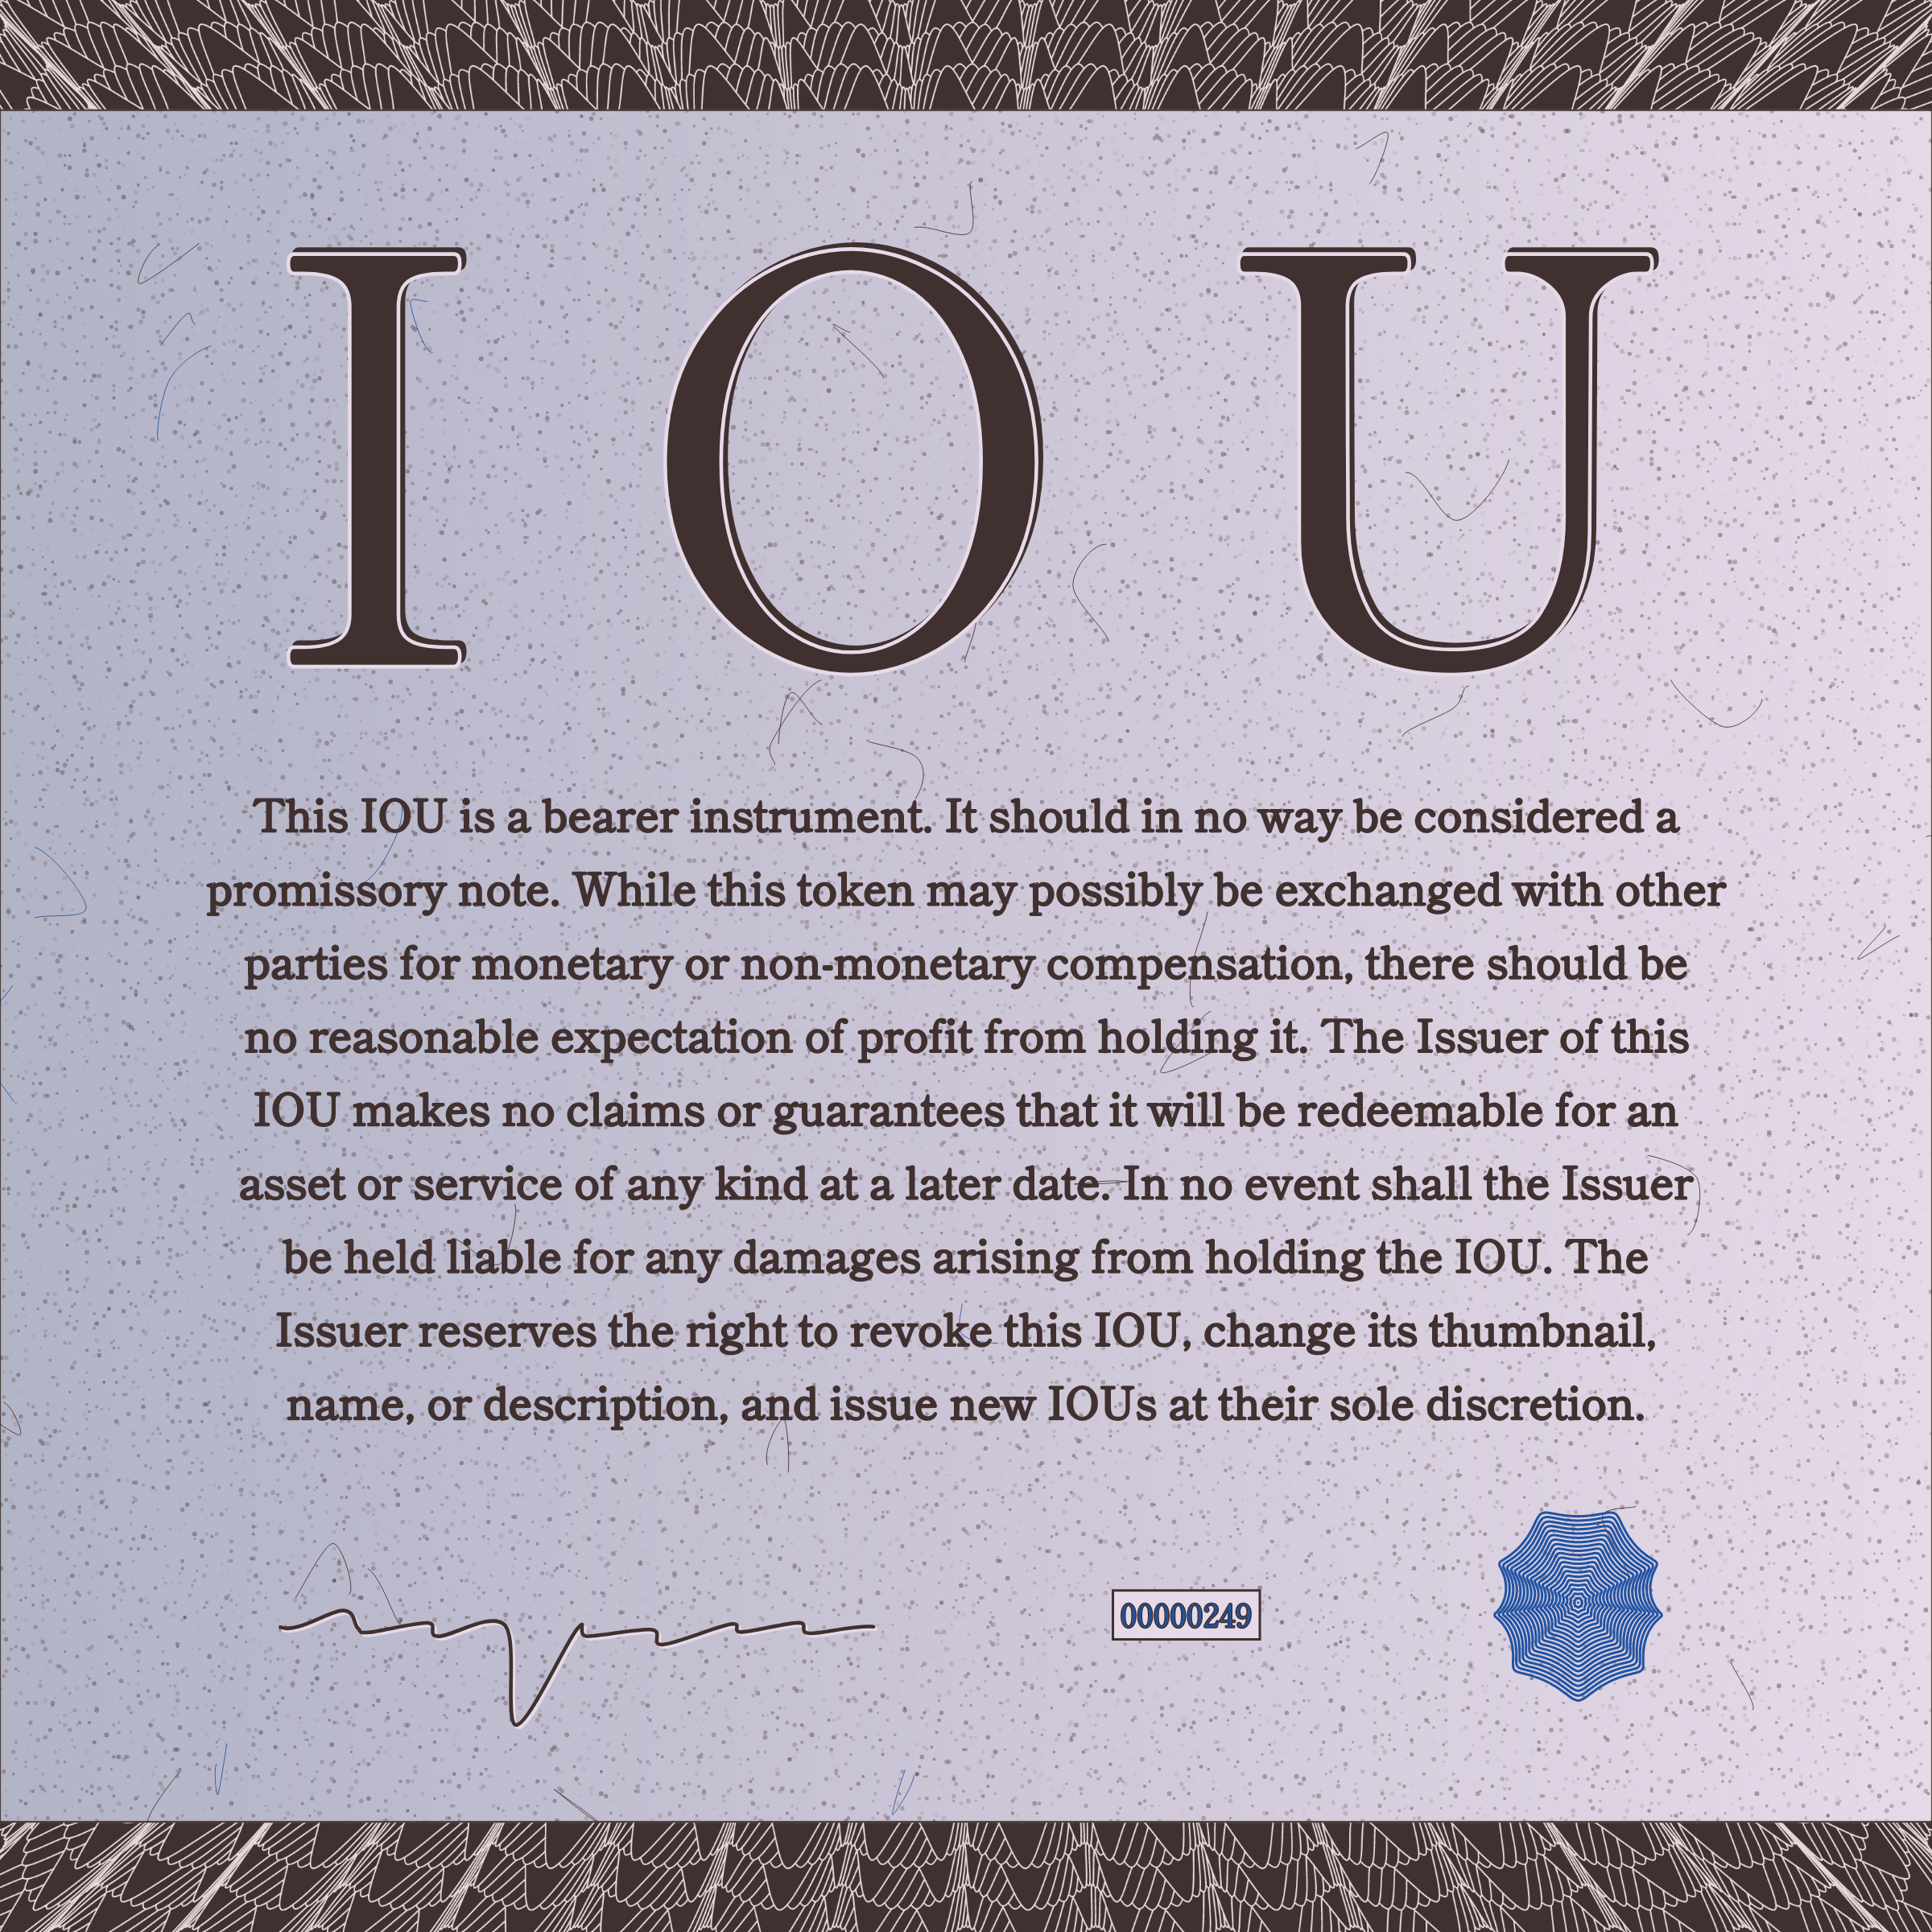 I O U
This IOU is a bearer instrument. It should in no way be considered a
promissory note. While this token may possibly be exchanged with other
parties for monetary or non-monetary compensation, there should be
no reasonable expectation of profit from holding it. The Issuer of this
IOU makes no claims or guarantees that it will be redeemable for an
asset or service of any kind at a later date. In no event shall the Issuer
be held liable for any damages arising from holding the IOU. The
Issuer reserves the right to revoke this IOU, change its thumbnail,
name, or description, and issue new IOUs at their sole discretion.
00000249